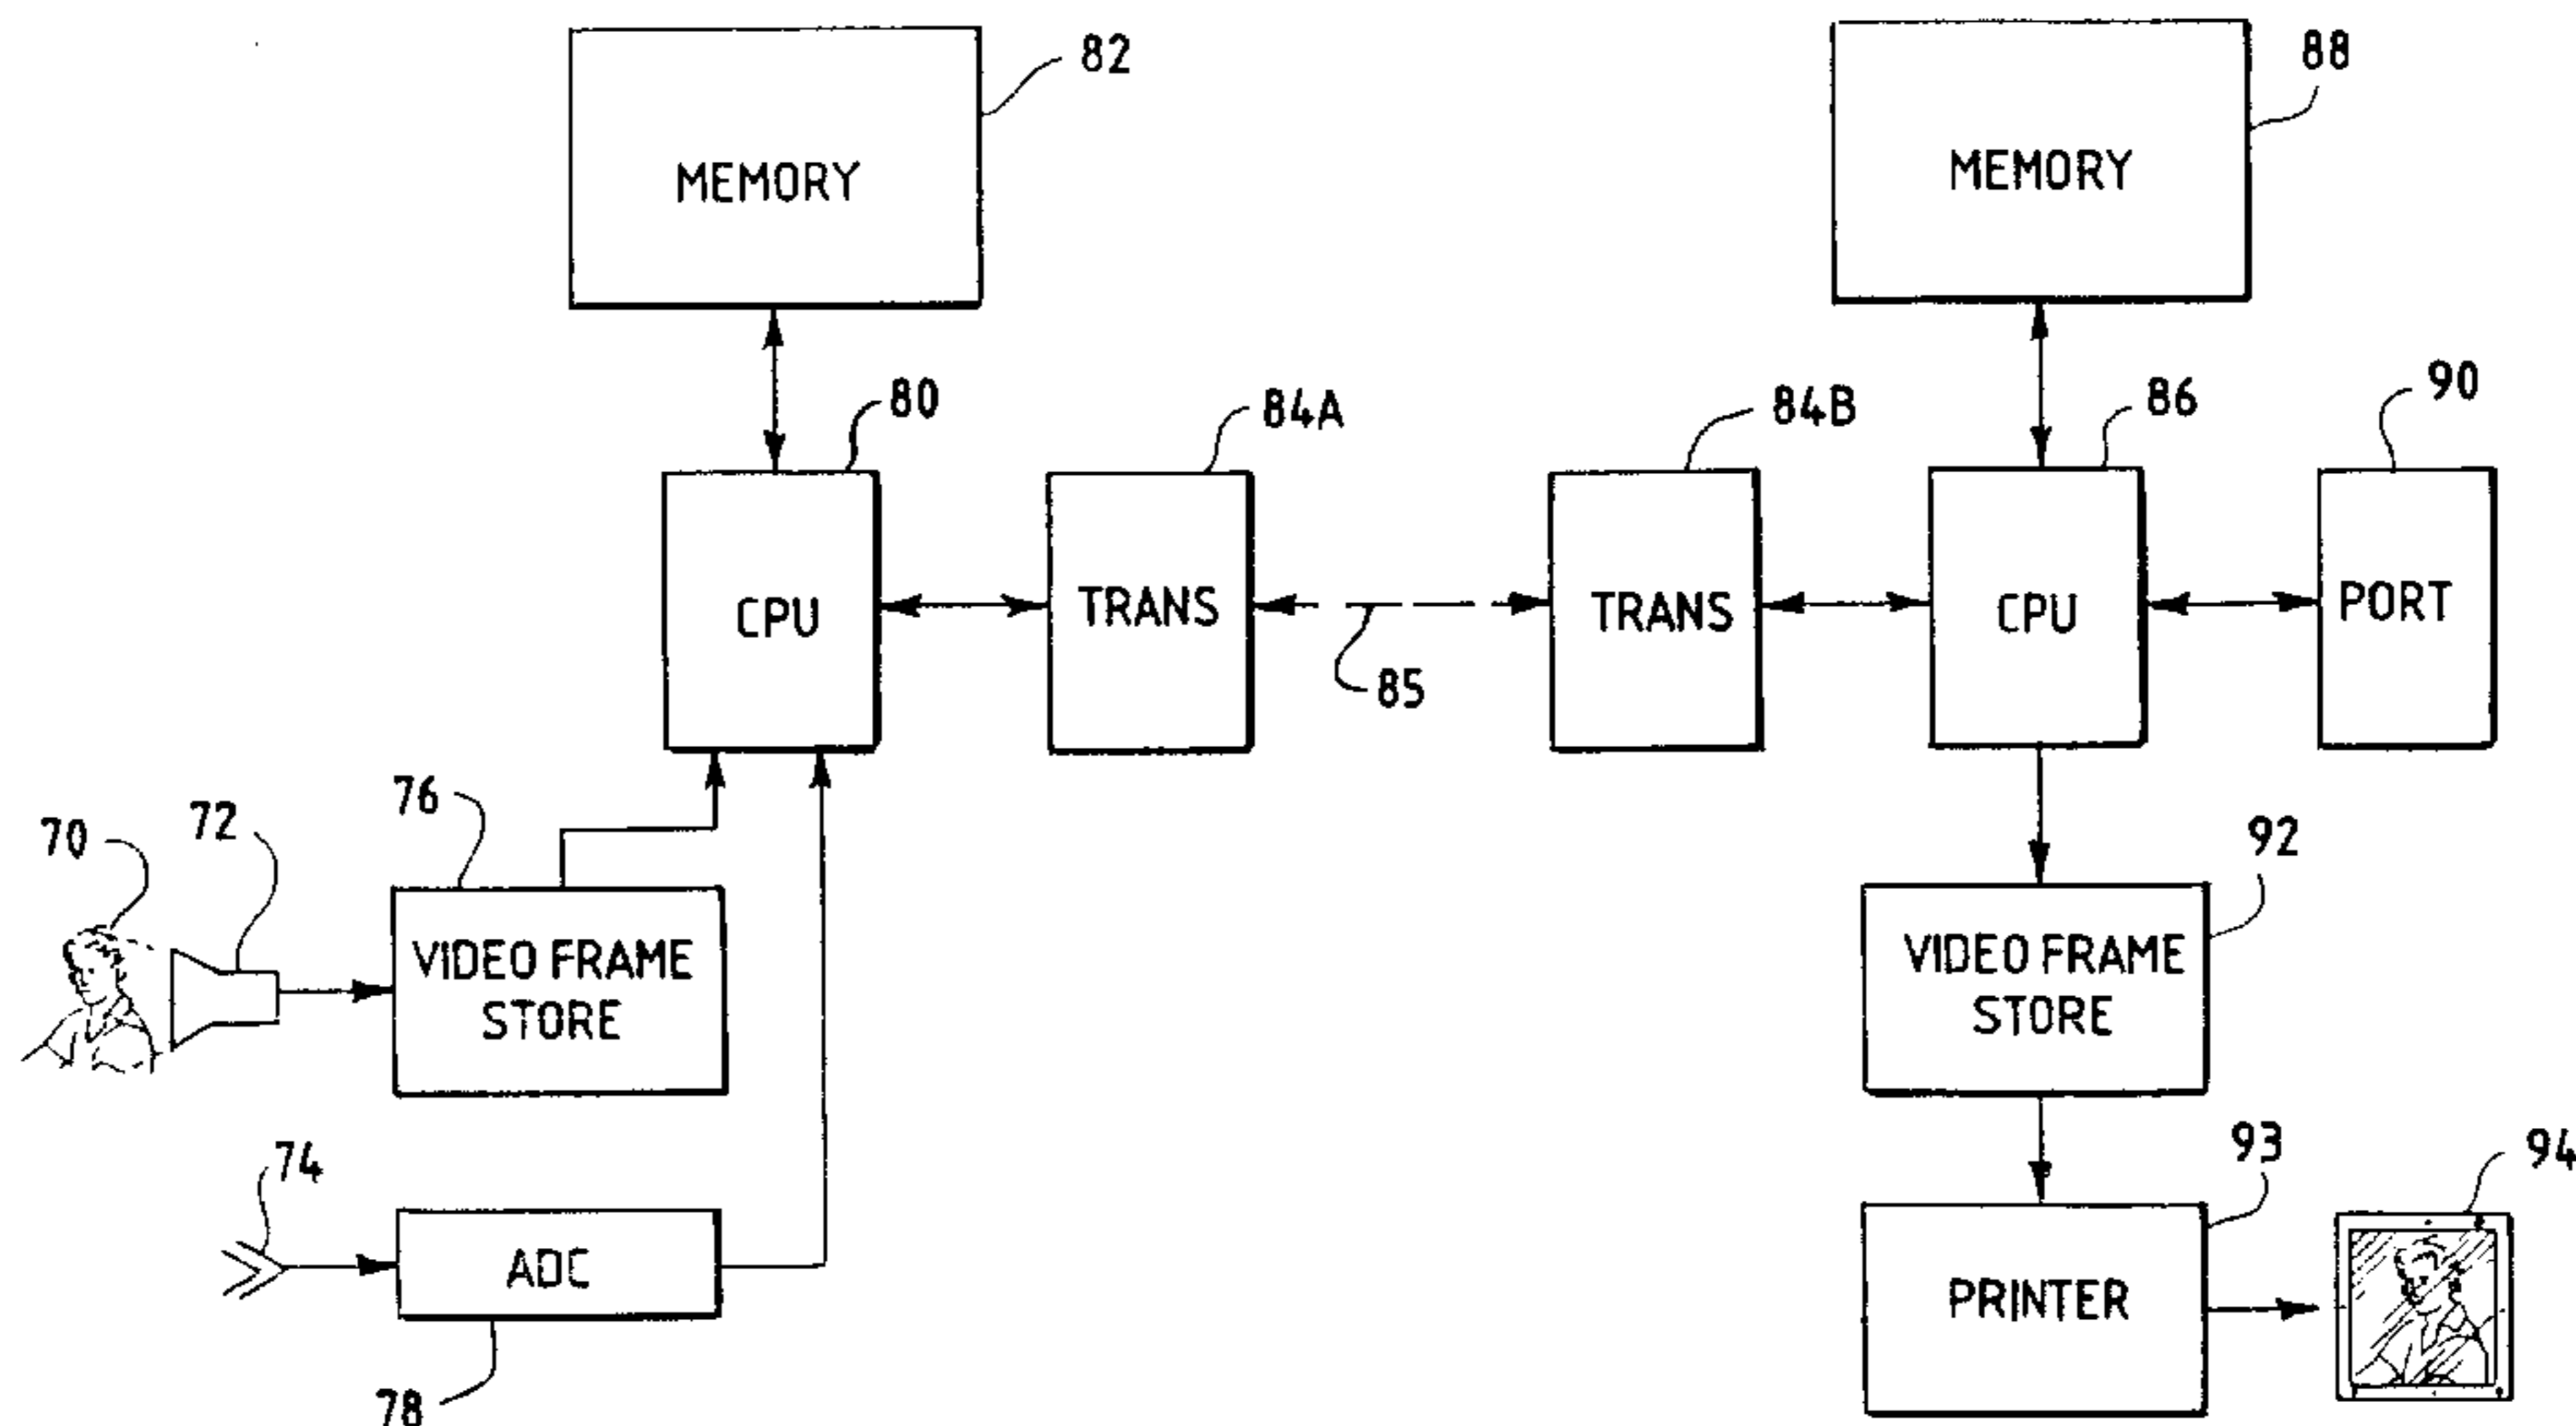 82
MEMORY
88
MEMORY
80
84A
84B
86
90
CPU
TRANS
85
TRANS
CPU
PORT
70
72
76
VIDEO FRAME
STORE
92
VIDEO FRAME
STORE
74
ADC
78
93
PRINTER
94